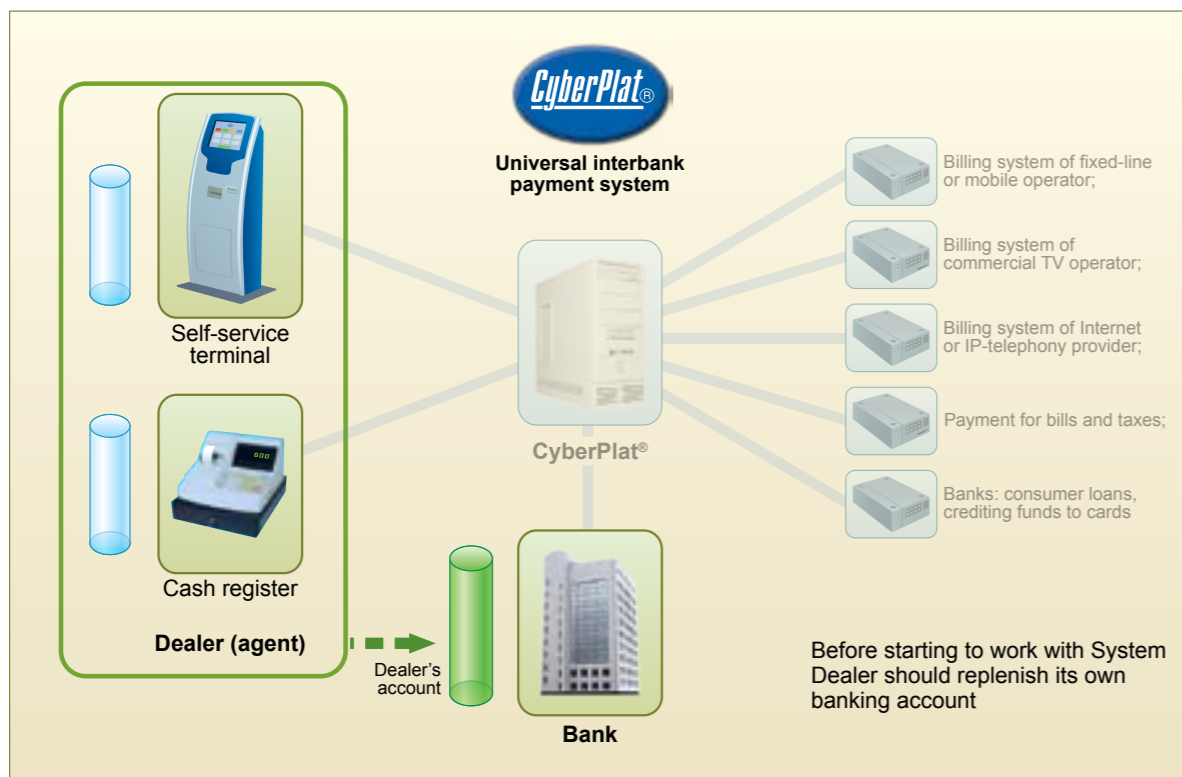 CyberPlat®
Universal interbank
payment system
Self-service
terminal
600
Cash register
Dealer (agent)
Dealer's
account
CyberPlat®
Bank
Billing system of fixed-line
or mobile operator;
Billing system of
commercial TV operator;
Billing system of Internet
or IP-telephony provider;
Payment for bills and taxes;
Banks: consumer loans,
crediting funds to cards
Before starting to work with System
Dealer should replenish its own
banking account